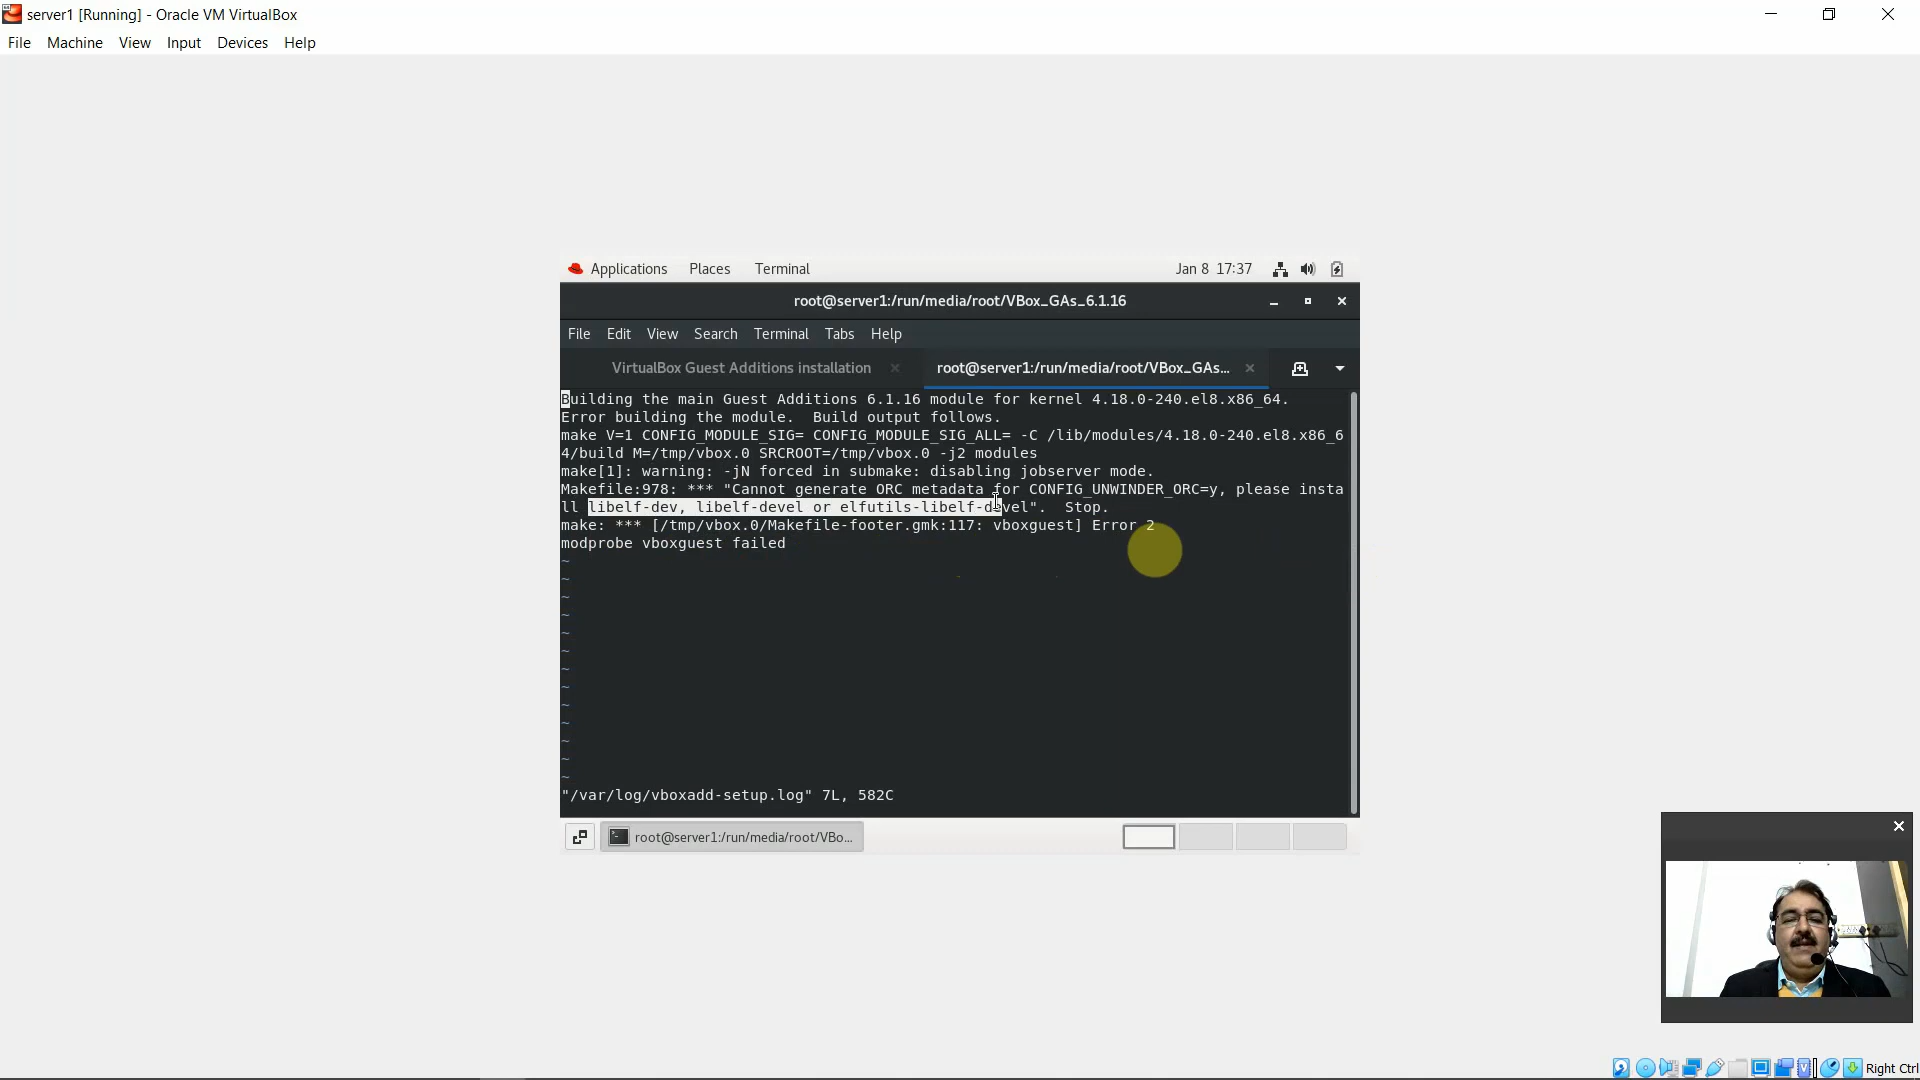 server1 [Running] - Oracle VM VirtualBox
File Machine View Input Devices Help
Applications Places Terminal Jan 8 17:37
root@server1:/run/media/root/VBox_GAs_6.1.16
File Edit View Search Terminal Tabs Help
VirtualBox Guest Additions installation root@server1:/run/media/root/VBox_GAs...
Building the main Guest Additions 6.1.16 module for kernel 4.18.0-240.el8.x86_64.
Error building the module.  Build output follows.
make V=1 CONFIG_MODULE_SIG= CONFIG_MODULE_SIG_ALL= -C /lib/modules/4.18.0-240.el8.x86_6
4/build M=/tmp/vbox.0 SRCROOT=/tmp/vbox.0 -j2 modules
make[1]: warning: -jN forced in submake: disabling jobserver mode.
Makefile:978: *** "Cannot generate ORC metadata for CONFIG_UNWINDER_ORC=y, please insta
ll libelf-dev, libelf-devel or elfutils-libelf-devel".  Stop.
make: *** [/tmp/vbox.0/Makefile-footer.gmk:117: vboxguest] Error 2
modprobe vboxguest failed
~
~
~
~
~
~
~
~
~
~
~
~
~
"/var/log/vboxadd-setup.log" 7L, 582C
root@server1:/run/media/root/VBo...
Right Ctrl